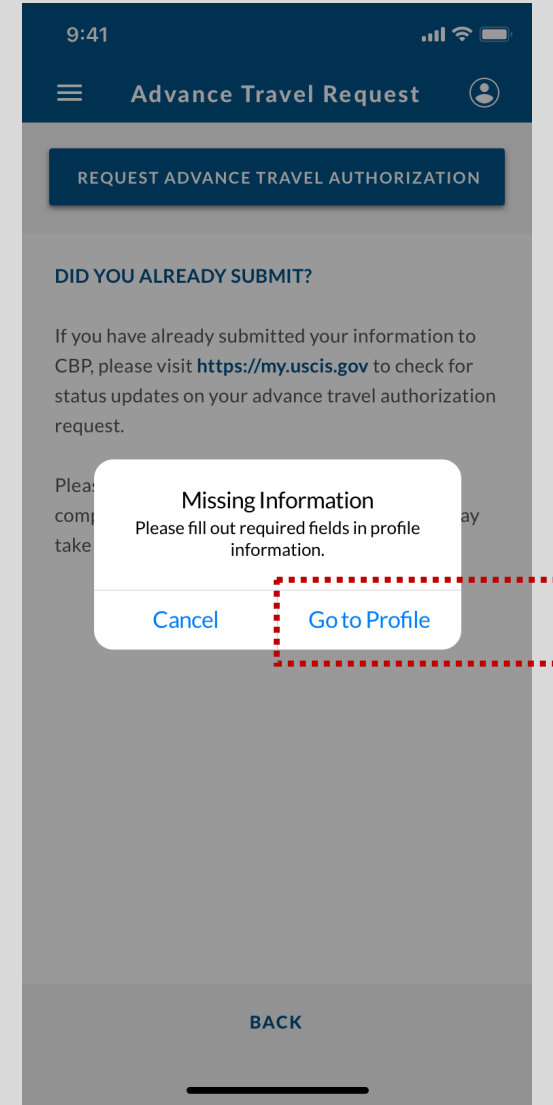 9:41
Advance Travel Request
REQUEST ADVANCE TRAVEL AUTHORIZATION
DID YOU ALREADY SUBMIT?
If you have already submitted your information to
CBP, please visit https://my.uscis.gov to check for
status updates on your advance travel authorization
request.
take
Missing Information
Please fill out required fields in profile
information.
Cancel Go to Profile
BACK